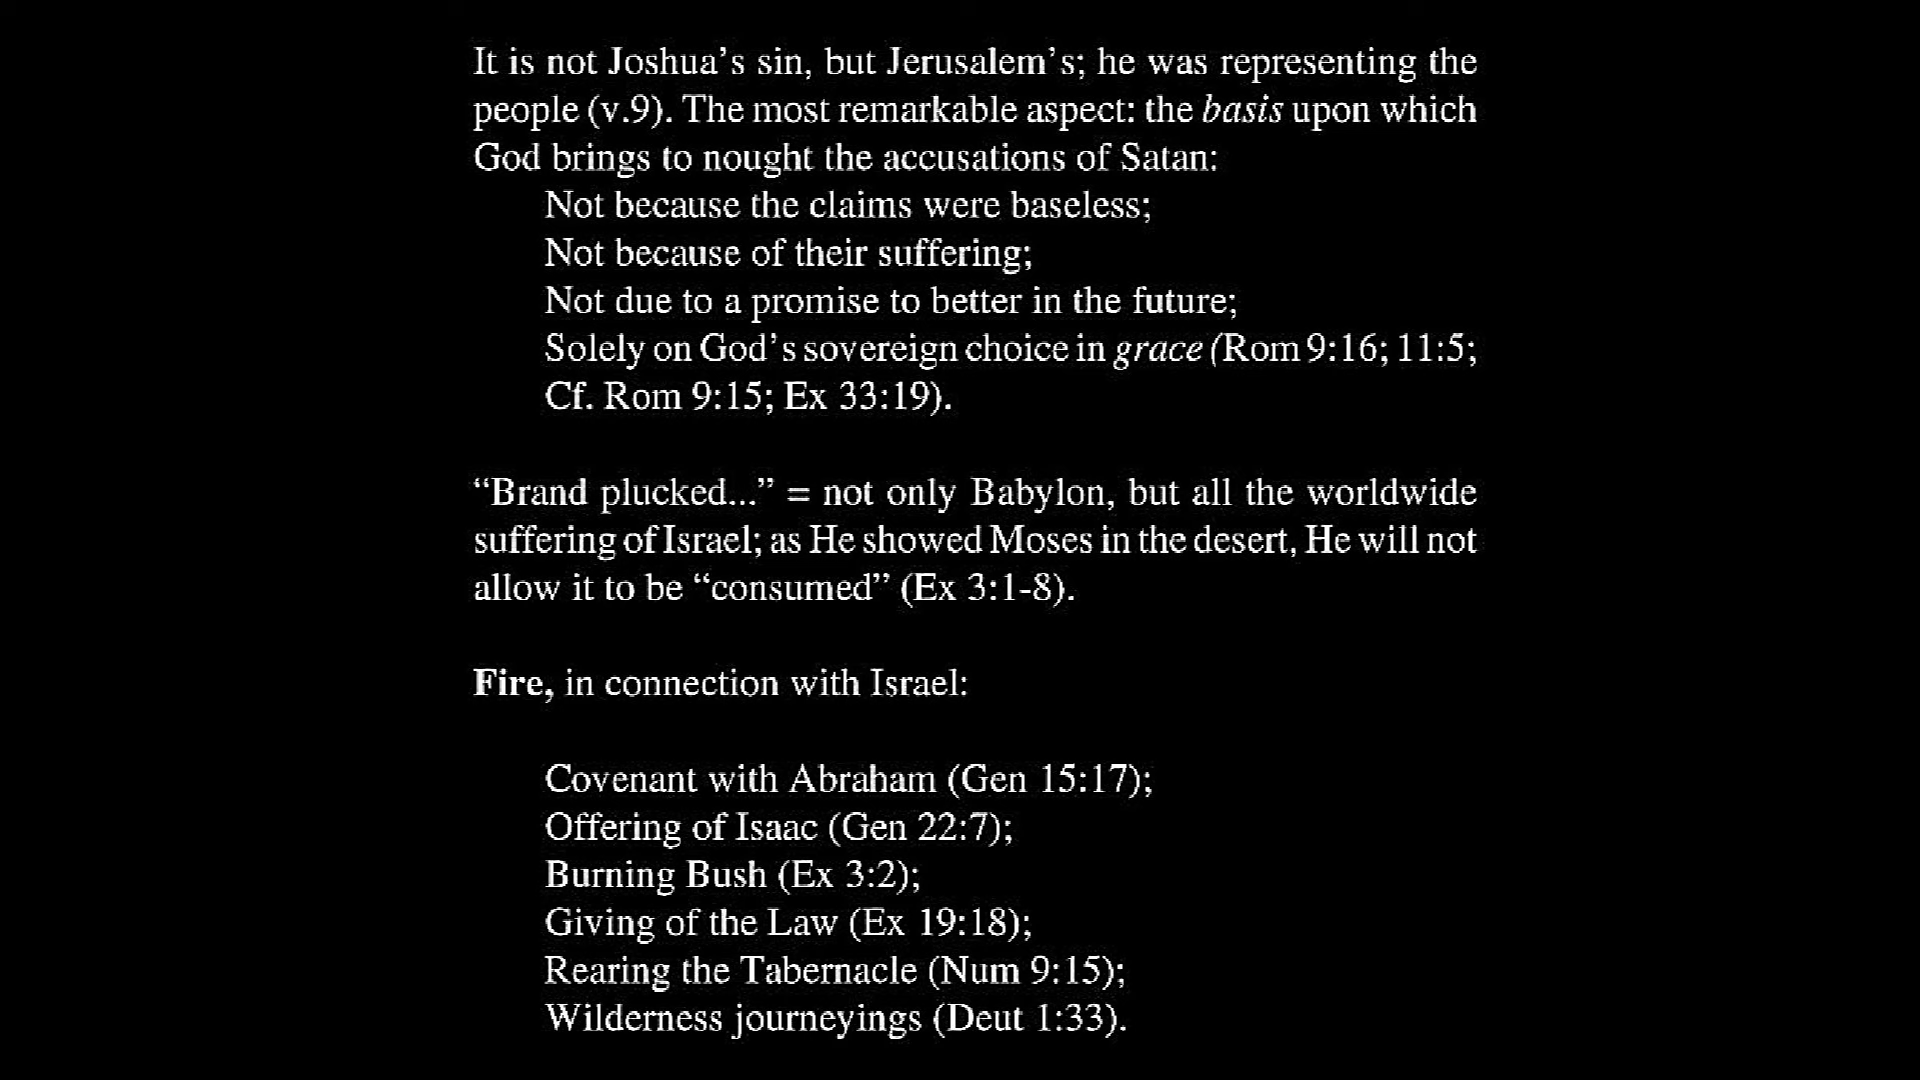 It is not Joshua’s sin, but Jerusalem’s; he was representing the
people (v.9). The most remarkable aspect: the basis upon which
God brings to nought the accusations of Satan:
Not because the claims were baseless;
Not because of their suffering;
Not due to a promise to better in the future;
Solely on God’s sovereign choice in grace (Rom 9:16; 11:5;
Cf. Rom 9:15; Ex 33:19).
“Brand plucked...” = not only Babylon, but all the worldwide
suffering of Israel; as He showed Moses in the desert, He will not
allow it to be “consumed” (Ex 3:1-8).
Fire, in connection with Israel:
Covenant with Abraham (Gen 15:17);
Offering of Isaac (Gen 22:7);
Burning Bush (Ex 3:2);
Giving of the Law (Ex 19:18);
Rearing the Tabernacle (Num 9:15);
Wilderness journeyings (Deut 1:33).